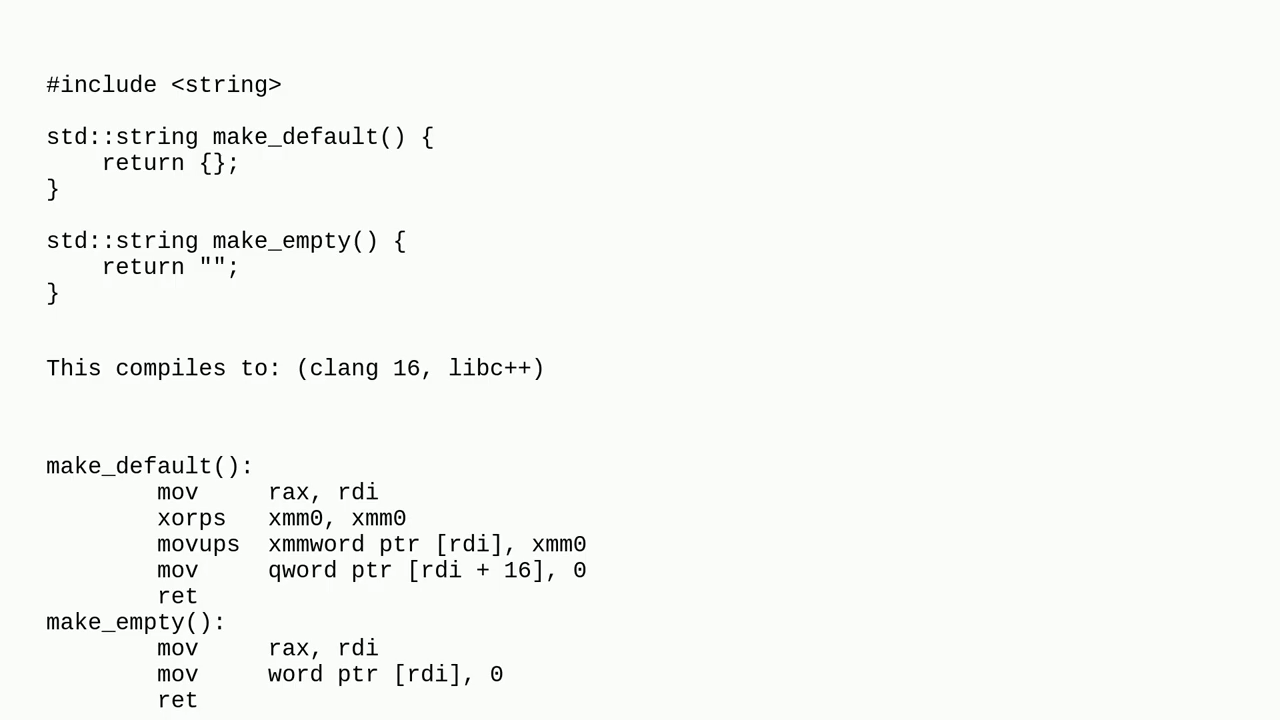 #include <string>
std::string make_default() {
    return {};
}
std::string make_empty() {
    return "";
}
This compiles to: (clang 16, libc++)
make_default():
        mov     rax, rdi
        xorps   xmm0, xmm0
        movups  xmmword ptr [rdi], xmm0
        mov     qword ptr [rdi + 16], 0
        ret
make_empty():
        mov     rax, rdi
        mov     word ptr [rdi], 0
        ret